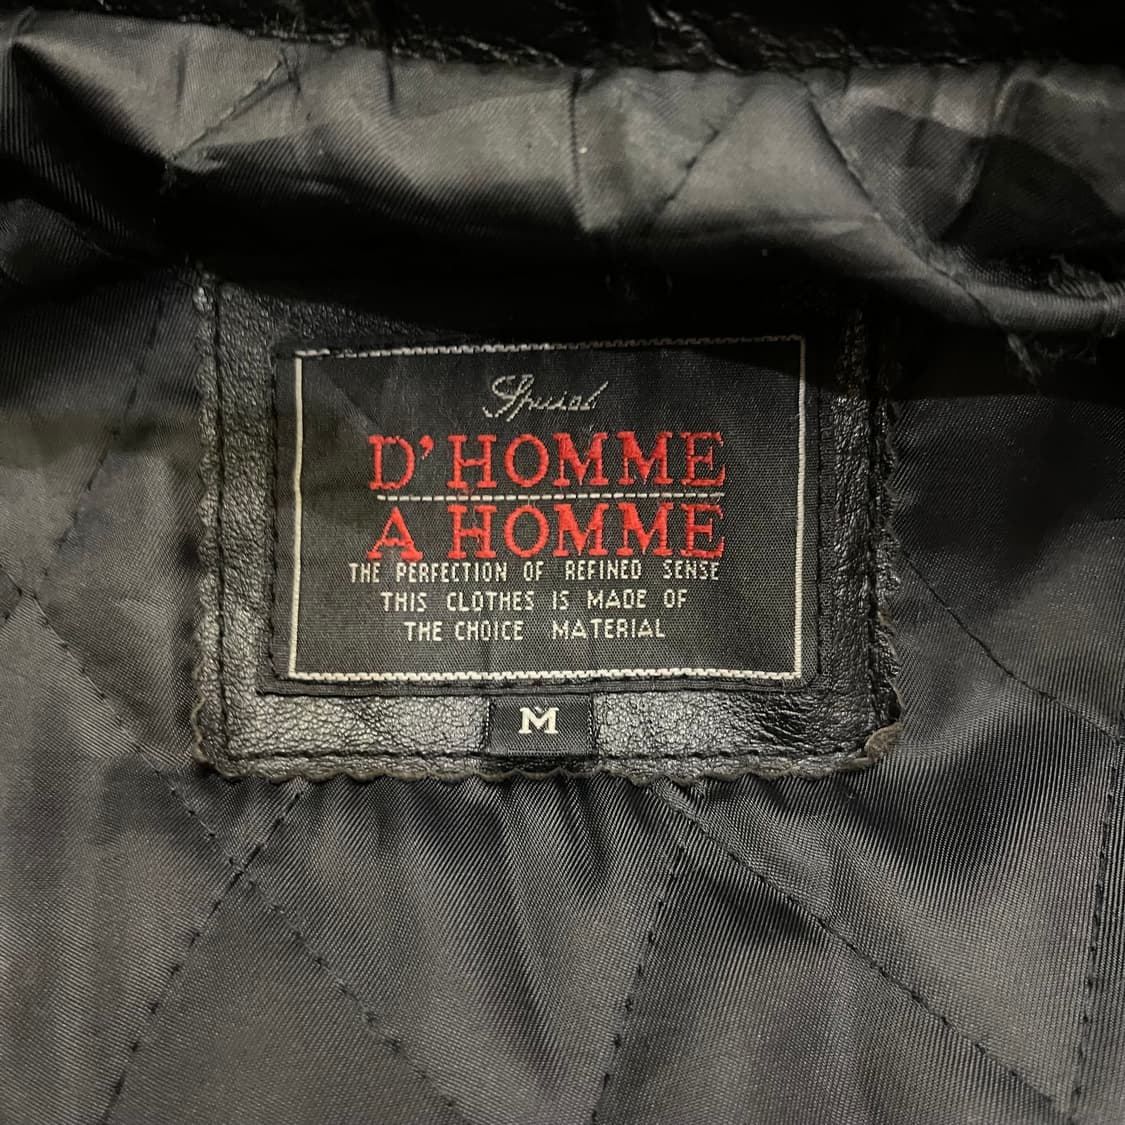 Special
D'HOMME
A HOMME
THE PERFECTION OF REFINED SENSE
THIS CLOTHES IS MADE OF
THE CHOICE MATERIAL
M